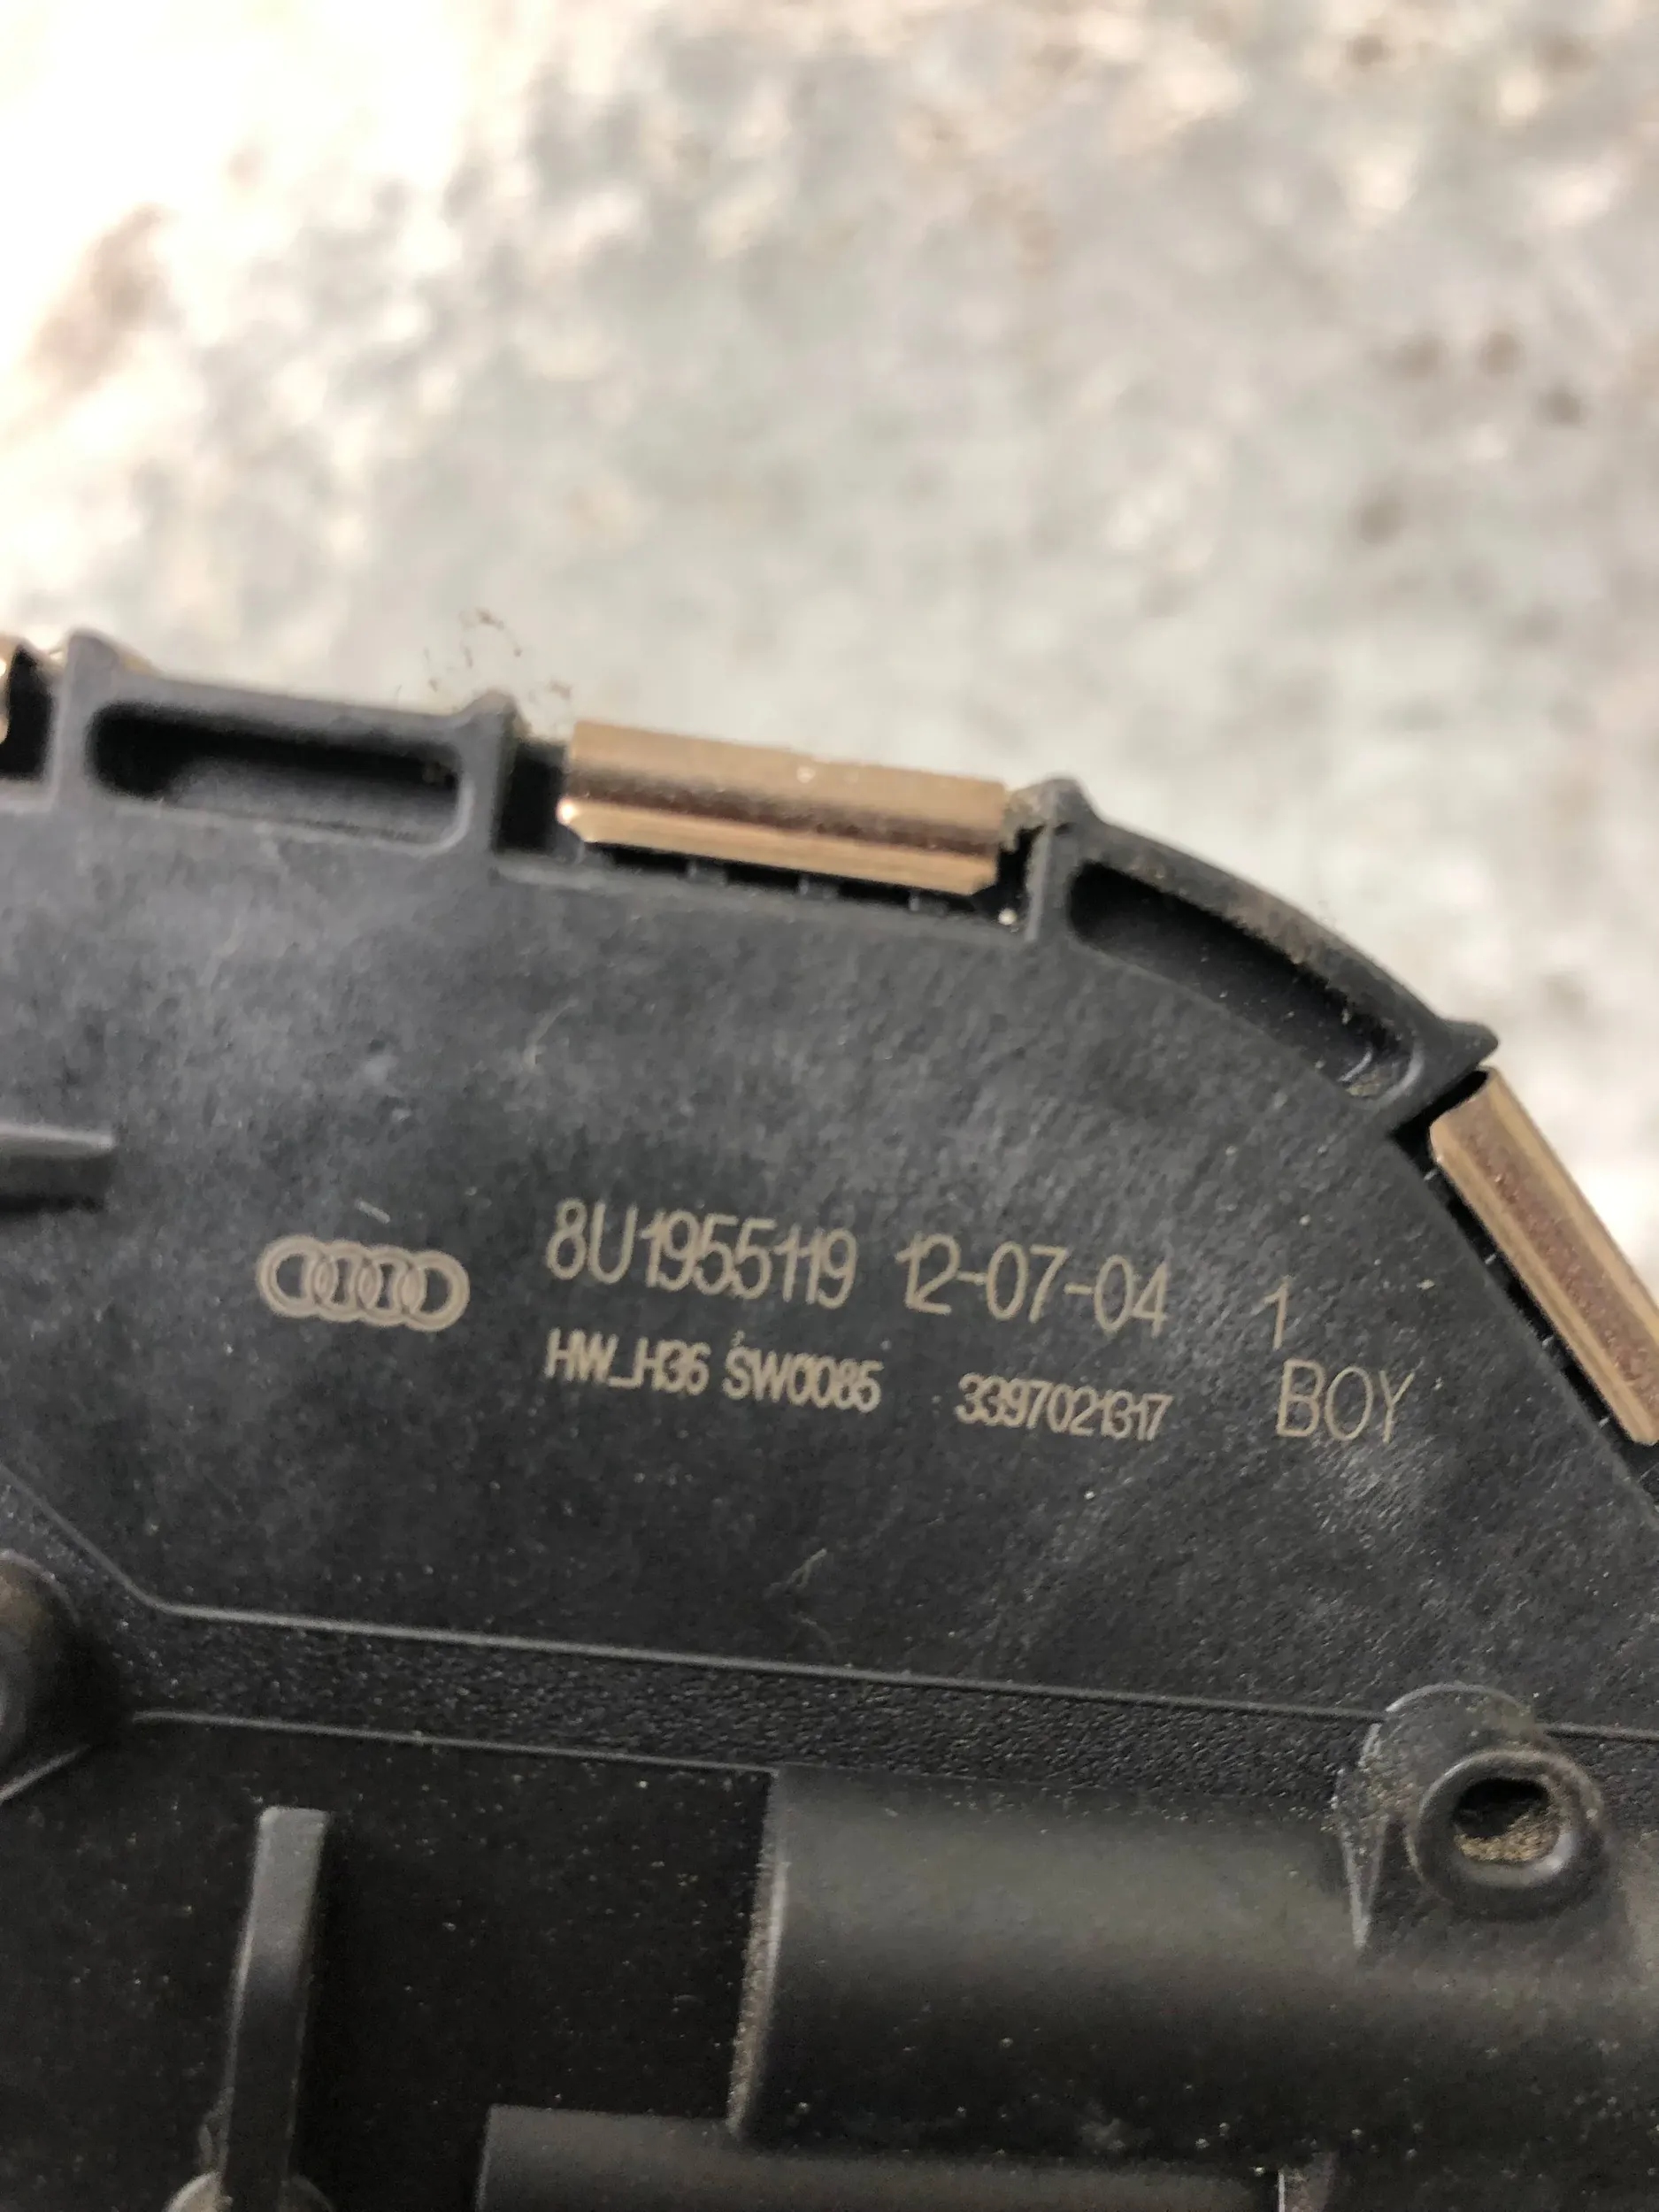 8U1955119 12-07-04 1
HW_H36 SW0085 3397021317 BOY